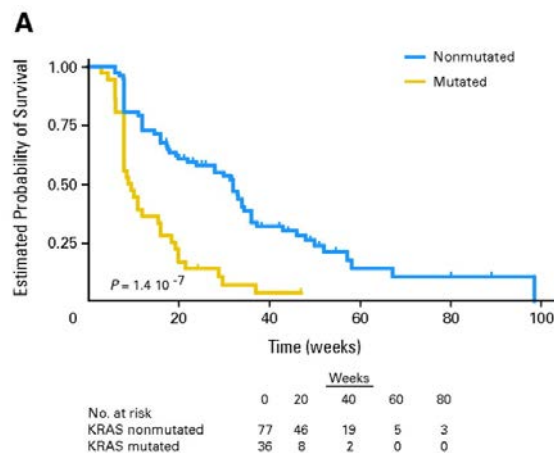 A
Nonmutated
Mutated
Estimated Probability of Survival
1.00
0.75
0.50
0.25
P = 1.4 10⁻⁷
0 20 40 60 80 100
Time (weeks)
Weeks
0 20 40 60 80
No. at risk
KRAS nonmutated 77 46 19 5 3
KRAS mutated 36 8 2 0 0